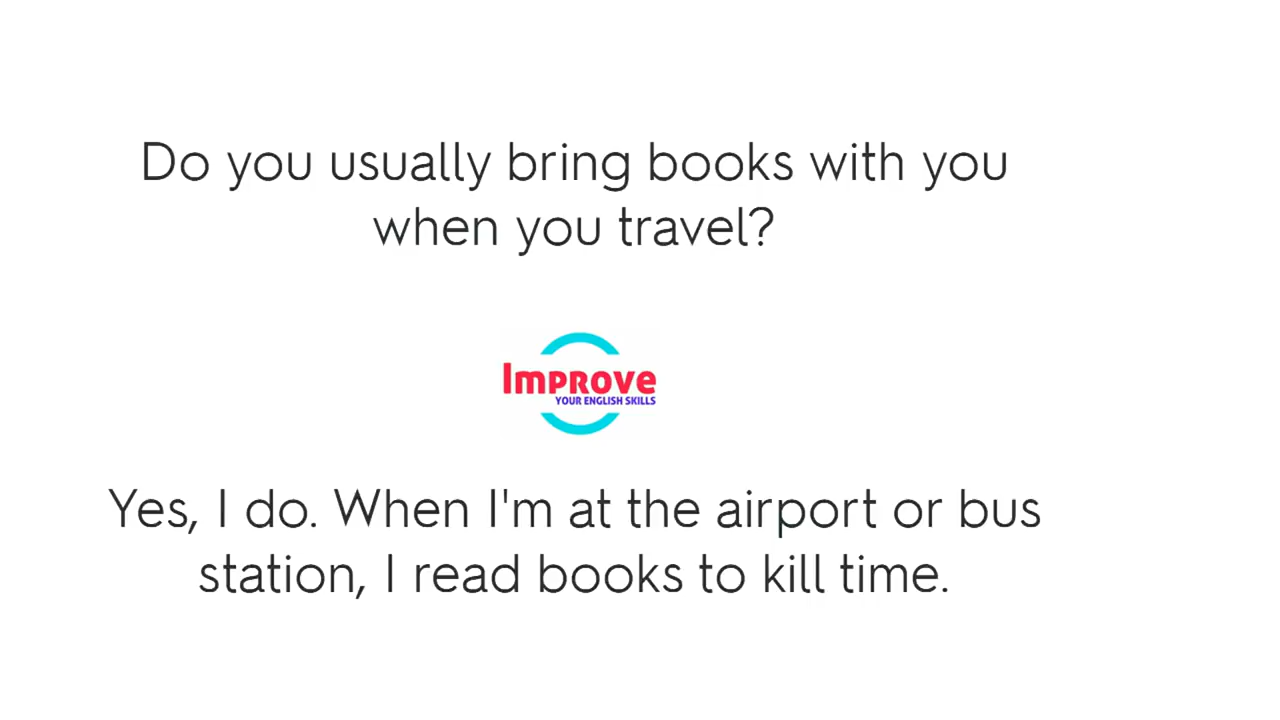 Do you usually bring books with you
when you travel?
Improve
YOUR ENGLISH SKILLS
Yes, I do. When I'm at the airport or bus
station, I read books to kill time.